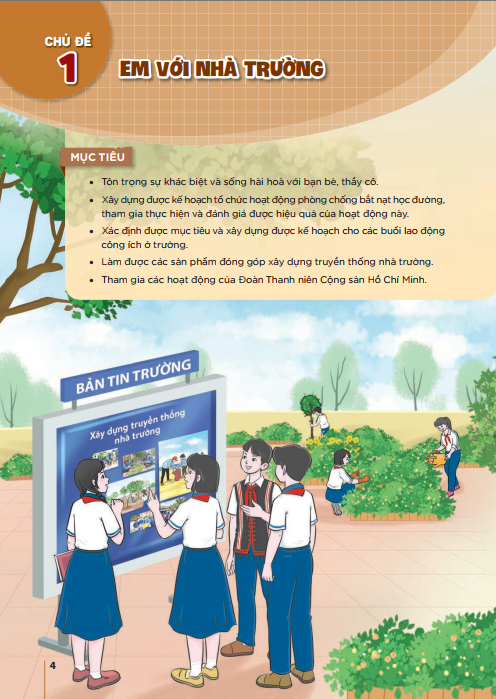 CHỦ ĐỀ
1
EM VỚI NHÀ TRƯỜNG
MỤC TIÊU
• Tôn trọng sự khác biệt và sống hài hoà với bạn bè, thầy cô.
• Xây dựng được kế hoạch tổ chức hoạt động phòng chống bắt nạt học đường,
tham gia thực hiện và đánh giá được hiệu quả của hoạt động này.
• Xác định được mục tiêu và xây dựng được kế hoạch cho các buổi lao động
công ích ở trường.
• Làm được các sản phẩm đóng góp xây dựng truyền thống nhà trường.
• Tham gia các hoạt động của Đoàn Thanh niên Cộng sản Hồ Chí Minh.
BẢN TIN TRƯỜNG
Xây dựng truyền thống
nhà trường
4